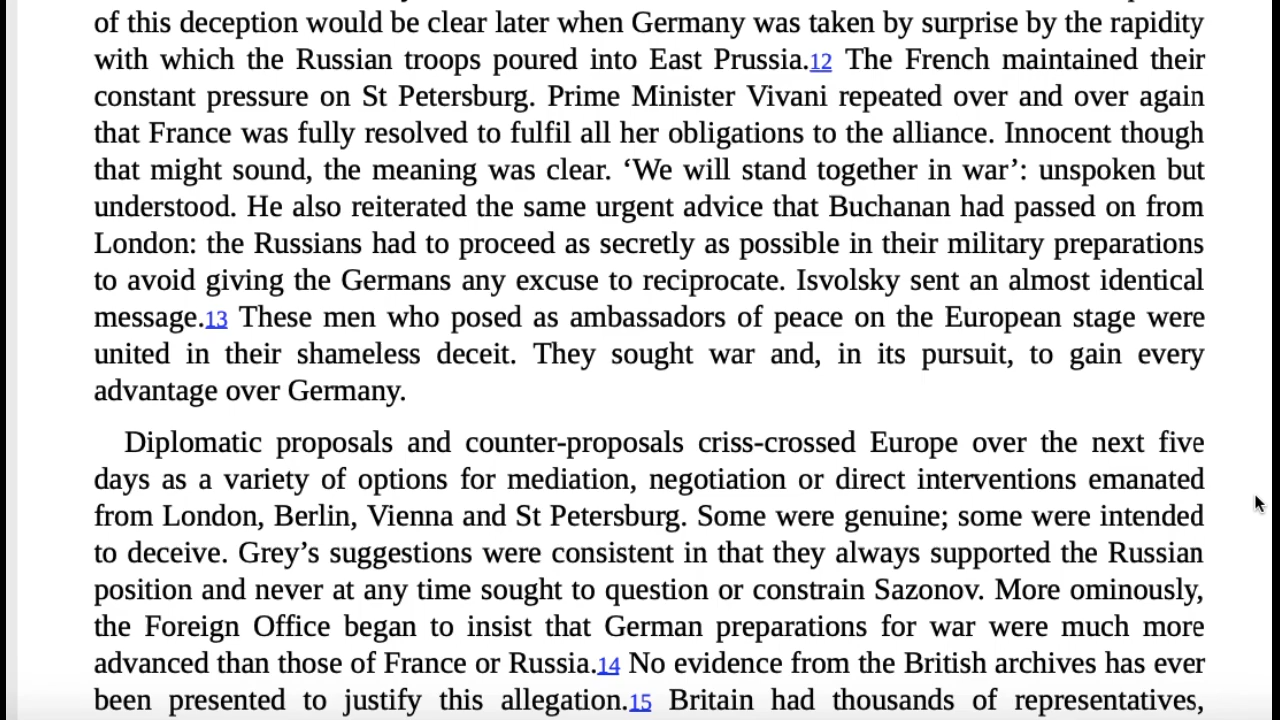 of this deception would be clear later when Germany was taken by surprise by the rapidity
with which the Russian troops poured into East Prussia.12 The French maintained their
constant pressure on St Petersburg. Prime Minister Vivani repeated over and over again
that France was fully resolved to fulfil all her obligations to the alliance. Innocent though
that might sound, the meaning was clear. ‘We will stand together in war’: unspoken but
understood. He also reiterated the same urgent advice that Buchanan had passed on from
London: the Russians had to proceed as secretly as possible in their military preparations
to avoid giving the Germans any excuse to reciprocate. Isvolsky sent an almost identical
message.13 These men who posed as ambassadors of peace on the European stage were
united in their shameless deceit. They sought war and, in its pursuit, to gain every
advantage over Germany.
Diplomatic proposals and counter-proposals criss-crossed Europe over the next five
days as a variety of options for mediation, negotiation or direct interventions emanated
from London, Berlin, Vienna and St Petersburg. Some were genuine; some were intended
to deceive. Grey’s suggestions were consistent in that they always supported the Russian
position and never at any time sought to question or constrain Sazonov. More ominously,
the Foreign Office began to insist that German preparations for war were much more
advanced than those of France or Russia.14 No evidence from the British archives has ever
been presented to justify this allegation.15 Britain had thousands of representatives,